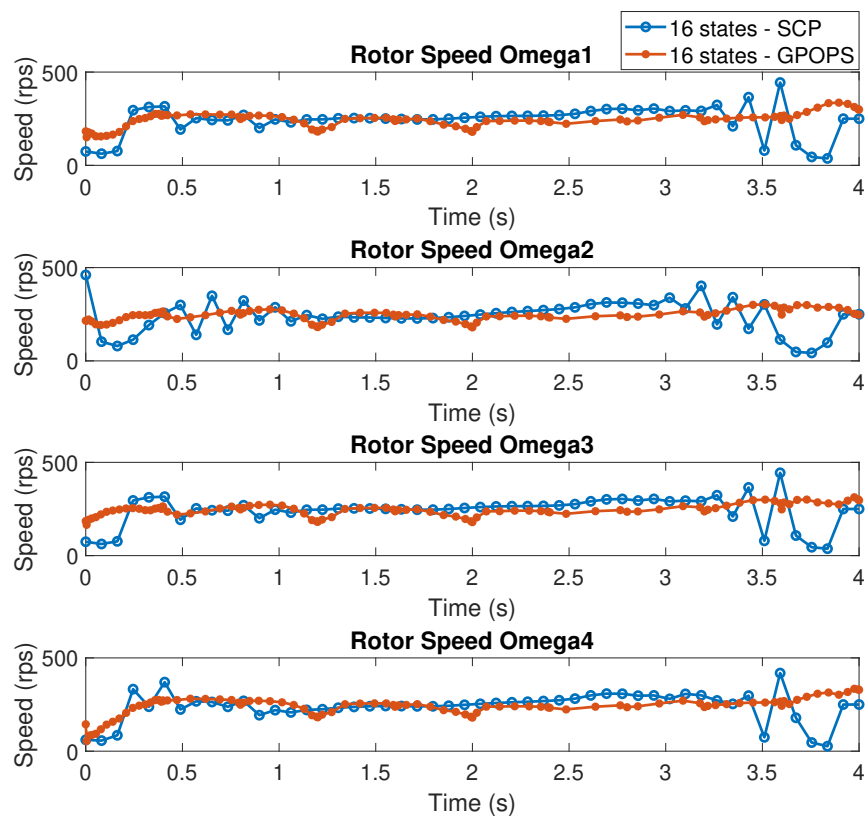 16 states - SCP
16 states - GPOPS
Rotor Speed Omega1
Speed (rps)
500
0
0 0.5 1 1.5 2 2.5 3 3.5 4
Time (s)
Rotor Speed Omega2
Speed (rps)
500
0
0 0.5 1 1.5 2 2.5 3 3.5 4
Time (s)
Rotor Speed Omega3
Speed (rps)
500
0
0 0.5 1 1.5 2 2.5 3 3.5 4
Time (s)
Rotor Speed Omega4
Speed (rps)
500
0
0 0.5 1 1.5 2 2.5 3 3.5 4
Time (s)